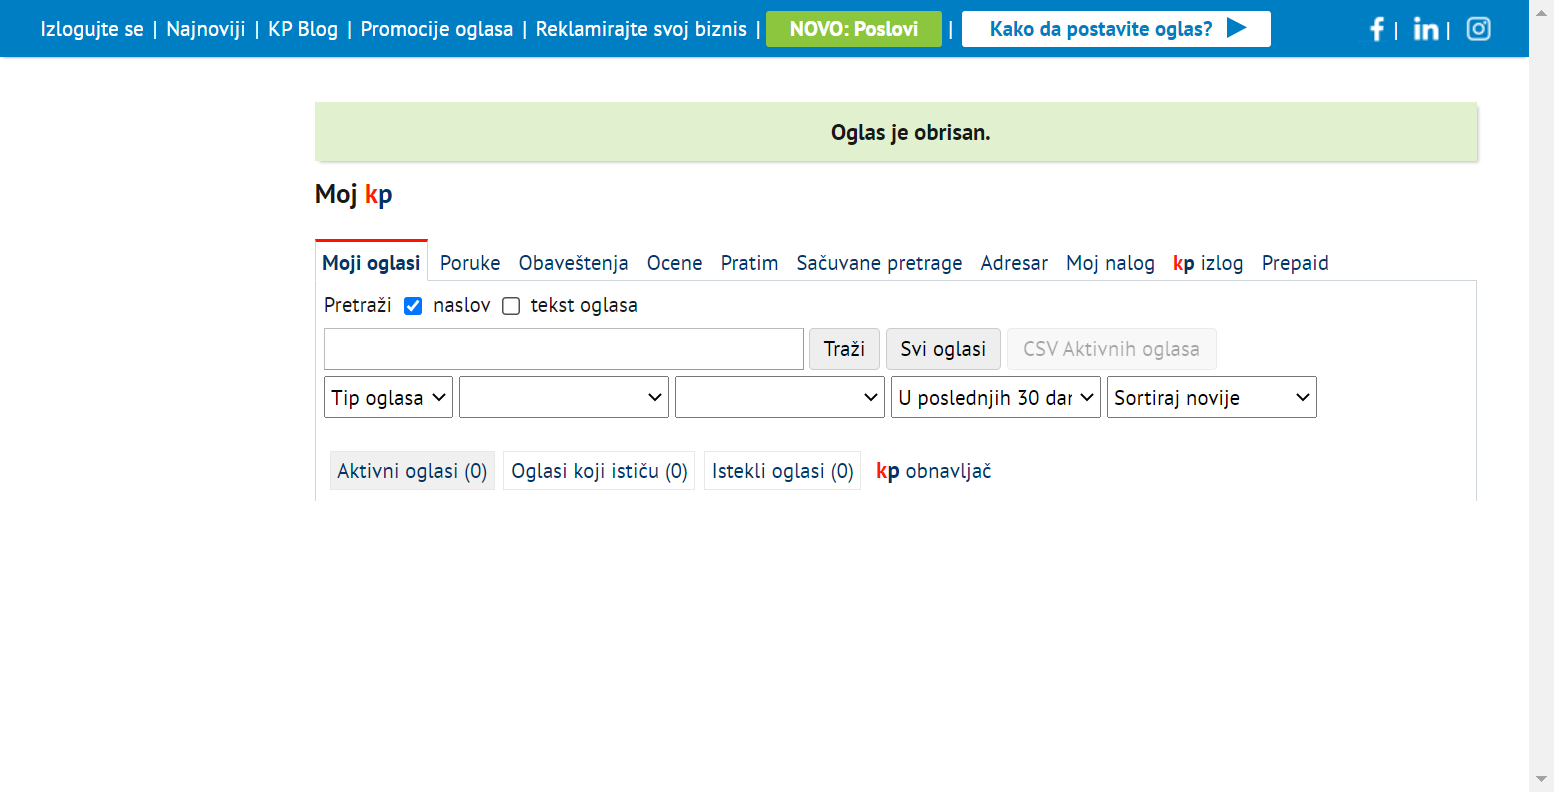 Izlogujte se | Najnoviji | KP Blog | Promocije oglasa | Reklamirajte svoj biznis | NOVO: Poslovi | Kako da postavite oglas? | |
Oglas je obrisan.
Moj kp
Moji oglasi Poruke Obaveštenja Ocene Pratim Sačuvane pretrage Adresar Moj nalog kp izlog Prepaid
Pretraži naslov tekst oglasa
Traži Svi oglasi CSV Aktivnih oglasa
Tip oglasa U poslednjih 30 dan Sortiraj novije
Aktivni oglasi (0) Oglasi koji ističu (0) Istekli oglasi (0) kp obnavljač